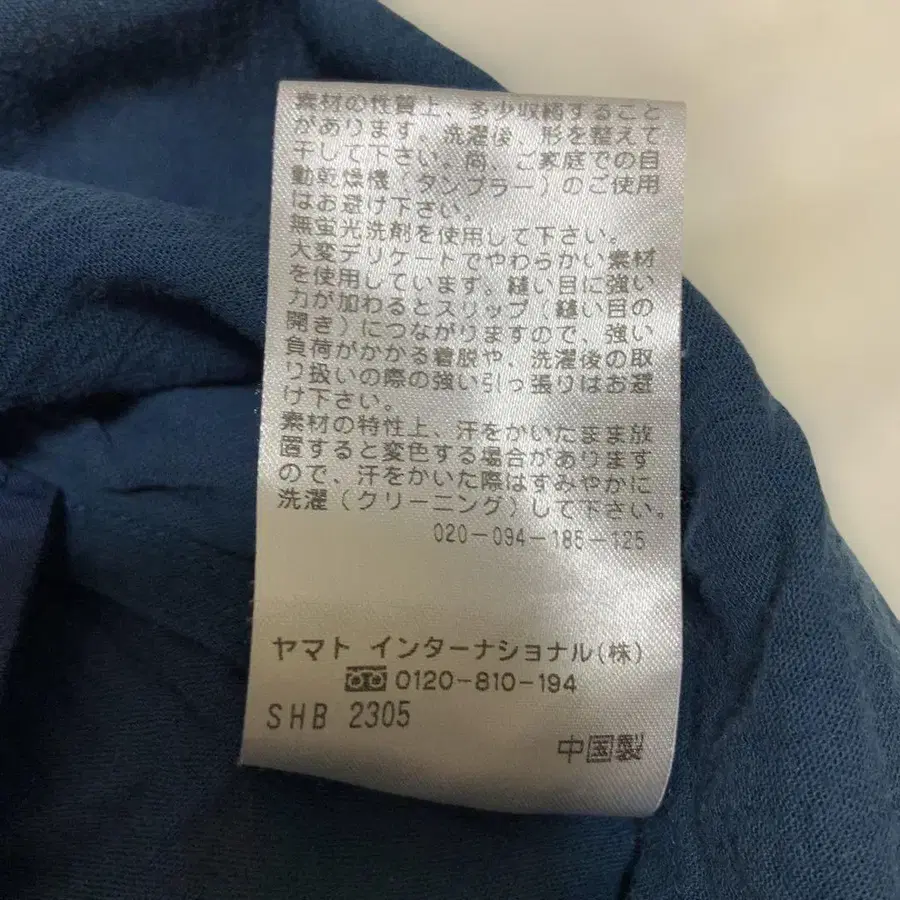 素材の性質上、多少収縮すること
があります。洗濯後、形を整えて
干して下さい。尚、ご家庭での自
動乾燥機（タンブラー）のご使用
はお避け下さい。
無蛍光洗剤を使用して下さい。
大変デリケートでやわらかい素材
を使用しています。縫い目に強い
力が加わるとスリップ（縫い目の
開き）につながりますので、強い
負荷がかかる着脱や、洗濯後の取
り扱いの際の強い引っ張りはお避
け下さい。
素材の特性上、汗をかいたまま放
置すると変色する場合があります
ので、汗をかいた際はすみやかに
洗濯（クリーニング）して下さい。
020-094-185-125
ヤマト インターナショナル(株)
0120-810-194
SHB 2305
中国製